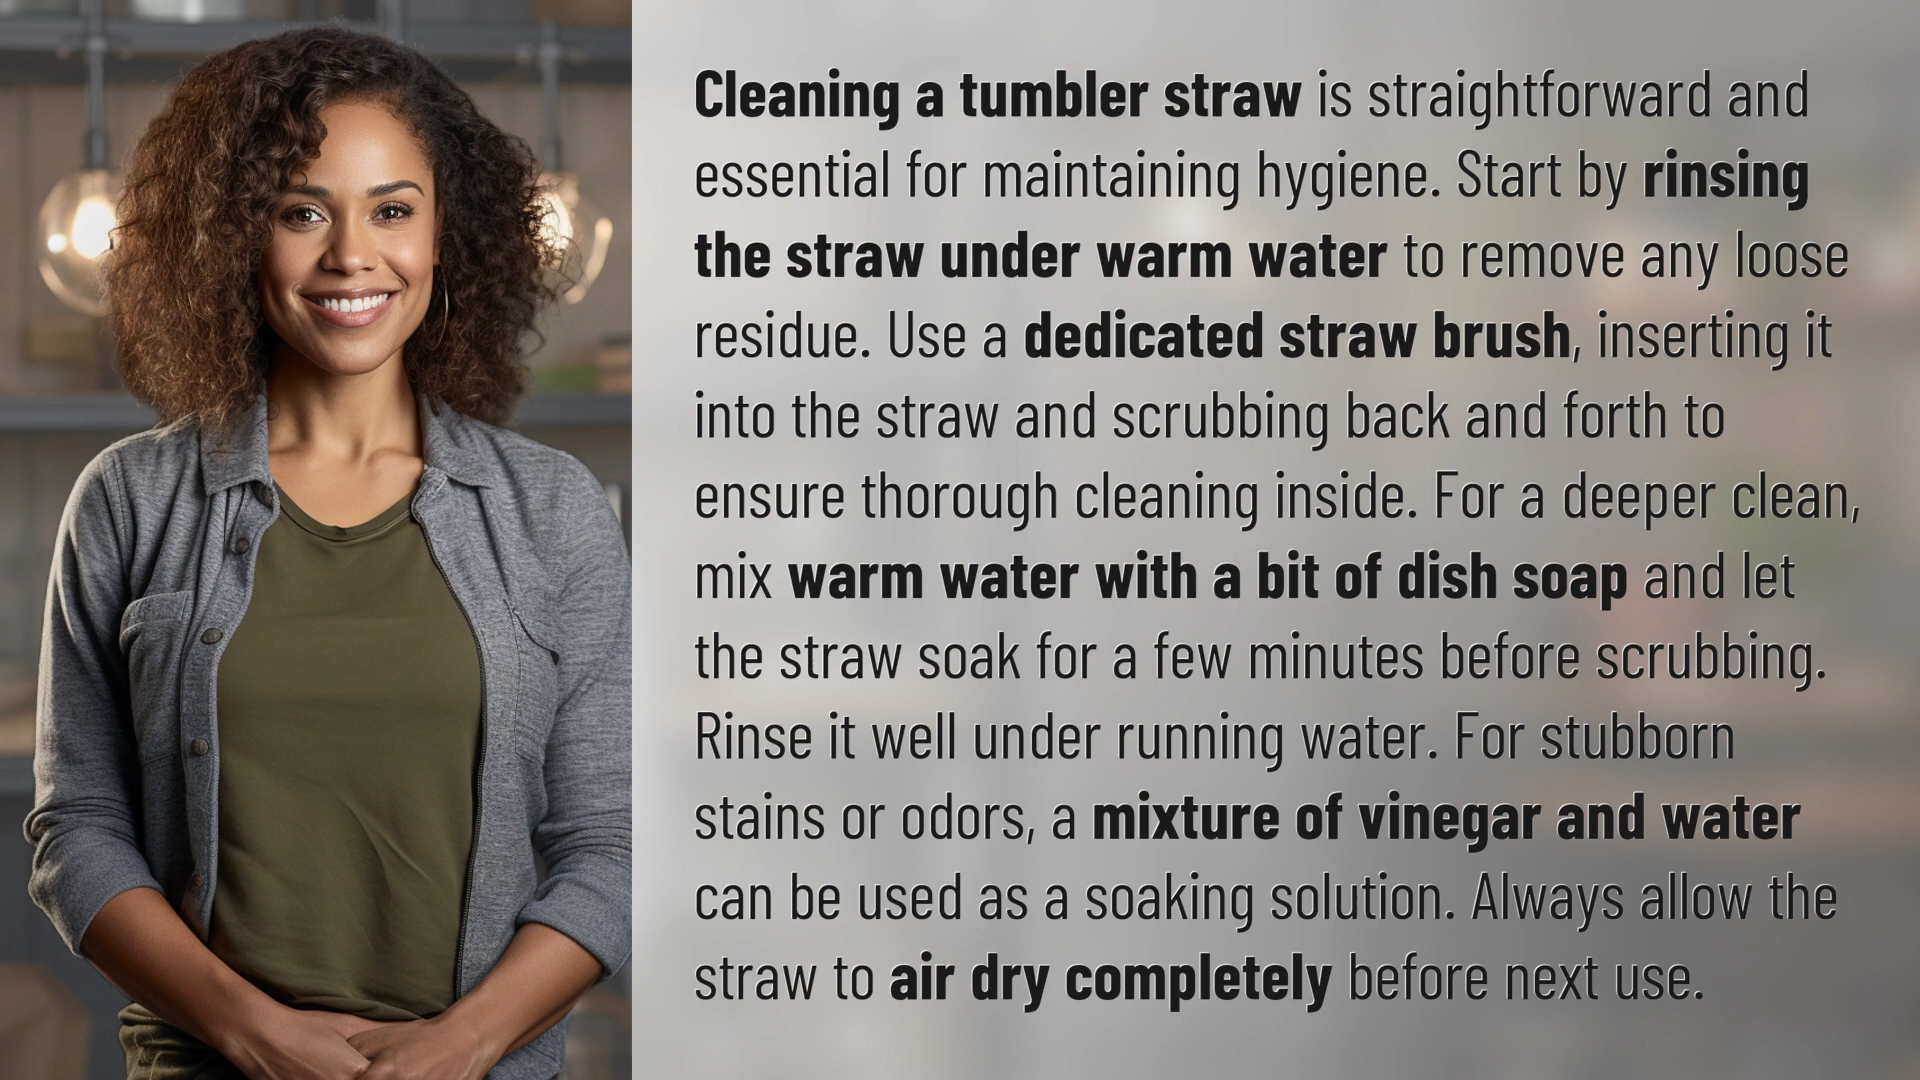 Cleaning a tumbler straw is straightforward and
essential for maintaining hygiene. Start by rinsing
the straw under warm water to remove any loose
residue. Use a dedicated straw brush, inserting it
into the straw and scrubbing back and forth to
ensure thorough cleaning inside. For a deeper clean,
mix warm water with a bit of dish soap and let
the straw soak for a few minutes before scrubbing.
Rinse it well under running water. For stubborn
stains or odors, a mixture of vinegar and water
can be used as a soaking solution. Always allow the
straw to air dry completely before next use.